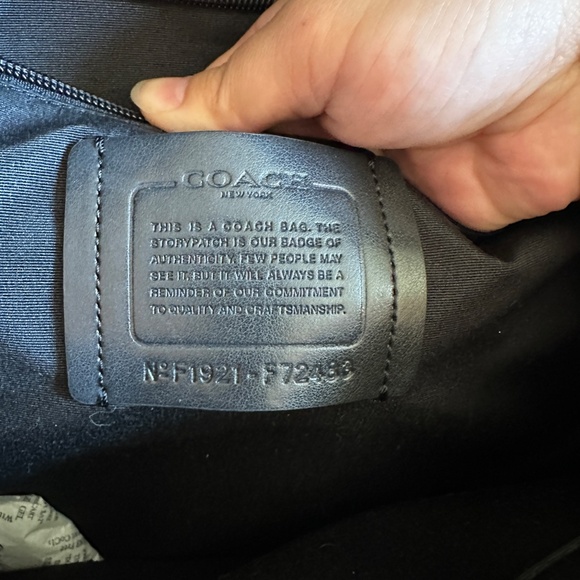 COACH
NEW YORK
THIS IS A COACH BAG. THE
STORYPATCH IS OUR BADGE OF
AUTHENTICITY. FEW PEOPLE MAY
SEE IT BUT IT WILL ALWAYS BE A
REMINDER OF OUR COMMITMENT
TO QUALITY AND CRAFTSMANSHIP.
Nº F1921-F72483